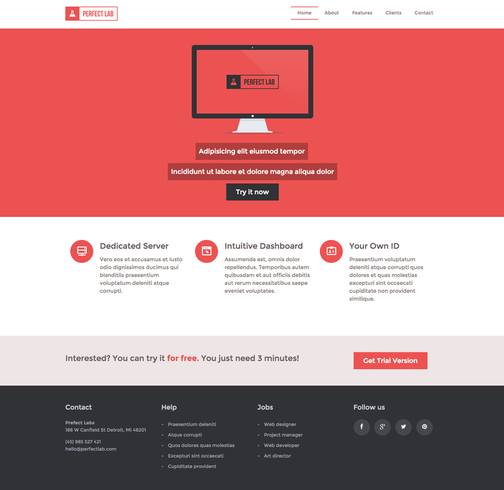 PERFECT LAB
Home About Features Clients Contact
PERFECT LAB
Adipisicing elit eiusmod tempor
Incididunt ut labore et dolore magna aliqua dolor
Try it now
Dedicated Server
Vero eos et accusamus et iusto
odio dignissimos ducimus qui
blanditiis praesentium
voluptatum deleniti atque
corrupti.
Intuitive Dashboard
Assumenda est, omnis dolor
repellendus. Temporibus autem
quibusdam et aut officiis debitis
aut rerum necessitatibus saepe
eveniet voluptates.
Your Own ID
Praesentium voluptatum
deleniti atque corrupti quos
dolores et quas molestias
excepturi sint occaecati
cupiditate non provident
similique.
Interested? You can try it for free. You just need 3 minutes!
Get Trial Version
Contact
Prefect Labs
186 W Canfield St Detroit, MI 48201
(45) 985 327 421
hello@perfectlab.com
Help
Praesentium deleniti
Atque corrupti
Quos dolores quas molestias
Excepturi sint occaecati
Cupiditate provident
Jobs
Web designer
Project manager
Web developer
Art director
Follow us